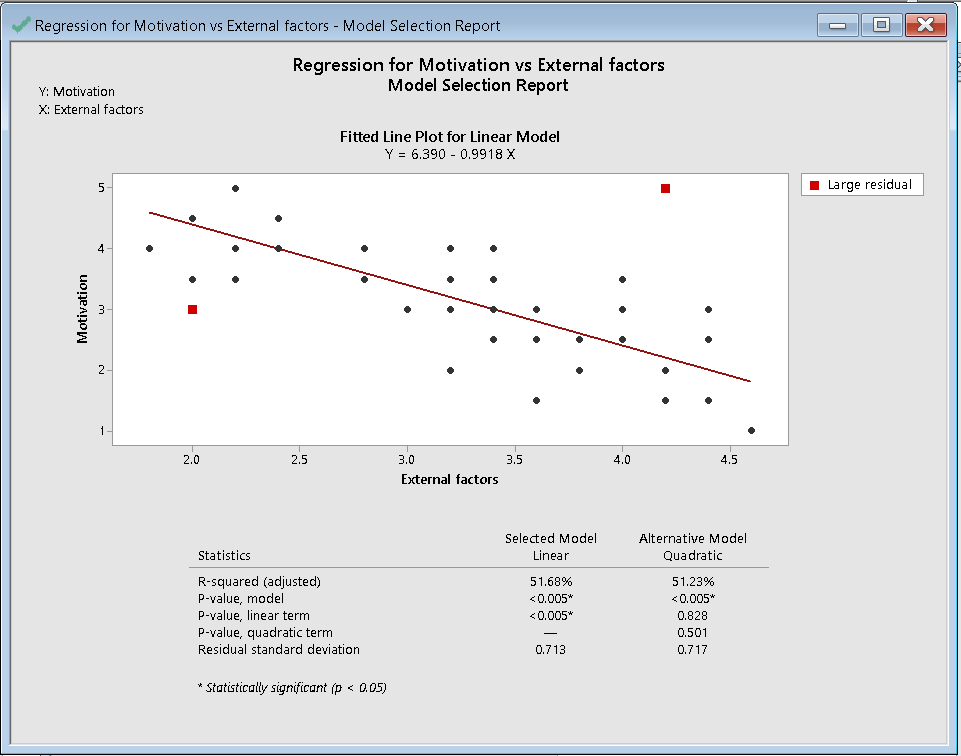 Regression for Motivation vs External factors - Model Selection Report
Regression for Motivation vs External factors
Model Selection Report
Y: Motivation
X: External factors
Fitted Line Plot for Linear Model
Y = 6.390 - 0.9918 X
Large residual
5
4
3
2
1
Motivation
2.0 2.5 3.0 3.5 4.0 4.5
External factors
Selected Model Alternative Model
Statistics Linear Quadratic
R-squared (adjusted) 51.68% 51.23%
P-value, model <0.005* <0.005*
P-value, linear term <0.005* 0.828
P-value, quadratic term — 0.501
Residual standard deviation 0.713 0.717
* Statistically significant (p < 0.05)